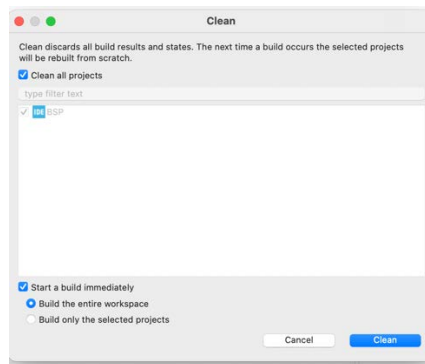 Clean
Clean discards all build results and states. The next time a build occurs the selected projects
will be rebuilt from scratch.
Clean all projects
type filter text
IDE BSP
Start a build immediately
Build the entire workspace
Build only the selected projects
Cancel Clean